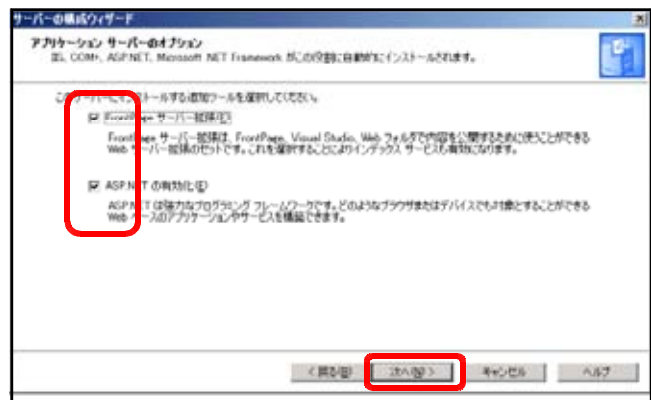 サーバーの構成ウィザード
アプリケーション サーバーのオプション
IIS、COM+、ASP.NET、Microsoft .NET Framework がこの役割に自動的にインストールされます。
このサーバーにインストールする追加ツールを選択してください。
FrontPage サーバー拡張(F)
FrontPage サーバー拡張は、FrontPage、Visual Studio、Web フォルダで内容を公開するために使うことができる
Web サーバー拡張のセットです。これを選択することによりインデックス サービスも有効になります。
ASP.NET の有効化(E)
ASP.NET は強力なプログラミング フレームワークです。どのようなブラウザまたはデバイスでも対象とすることができる
Web ベースのアプリケーションやサービスを構築できます。
< 戻る(B) 次へ(N) > キャンセル ヘルプ